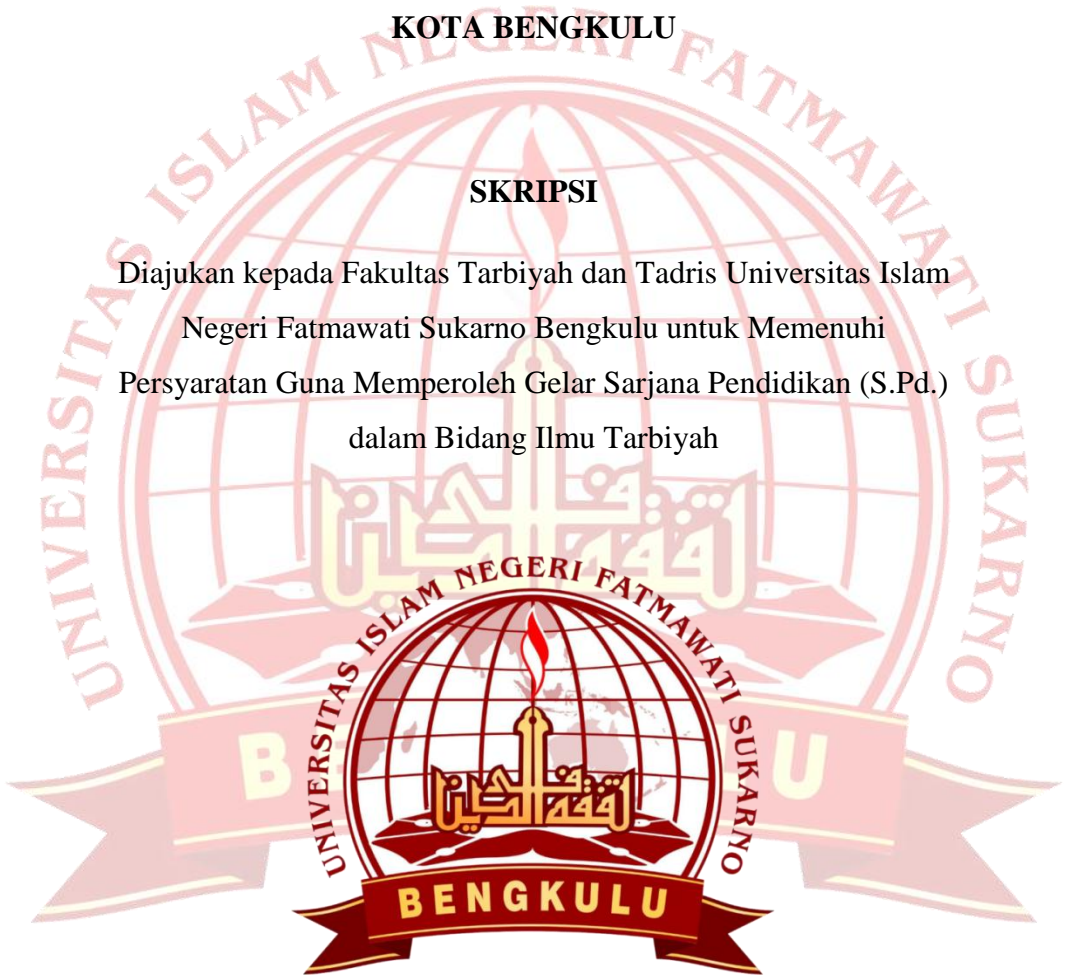 KOTA BENGKULU
SKRIPSI
Diajukan kepada Fakultas Tarbiyah dan Tadris Universitas Islam
Negeri Fatmawati Sukarno Bengkulu untuk Memenuhi
Persyaratan Guna Memperoleh Gelar Sarjana Pendidikan (S.Pd.)
dalam Bidang Ilmu Tarbiyah
UNIVERSITAS ISLAM NEGERI FATMAWATI SUKARNO
BENGKULU